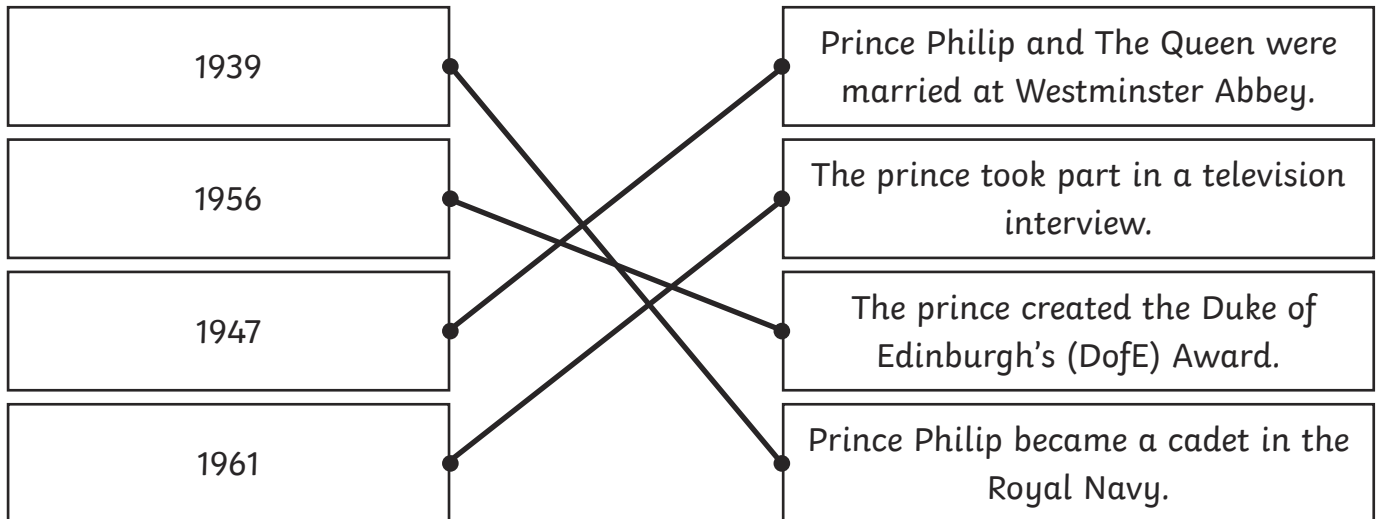 1939
Prince Philip and The Queen were
married at Westminster Abbey.
1956
The prince took part in a television
interview.
1947
The prince created the Duke of
Edinburgh's (DofE) Award.
1961
Prince Philip became a cadet in the
Royal Navy.